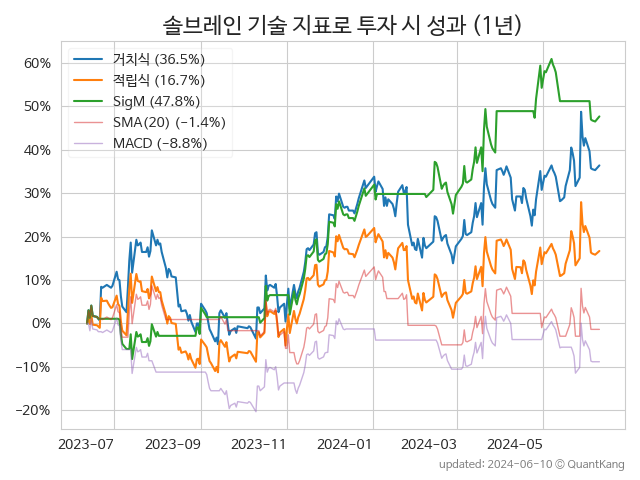 솔브레인 기술 지표로 투자 시 성과 (1년)
거치식 (36.5%)
적립식 (16.7%)
SigM (47.8%)
SMA(20) (−1.4%)
MACD (−8.8%)
60%
50%
40%
30%
20%
10%
0%
−10%
−20%
2023-07 2023-09 2023-11 2024-01 2024-03 2024-05
updated: 2024-06-10 © QuantKang